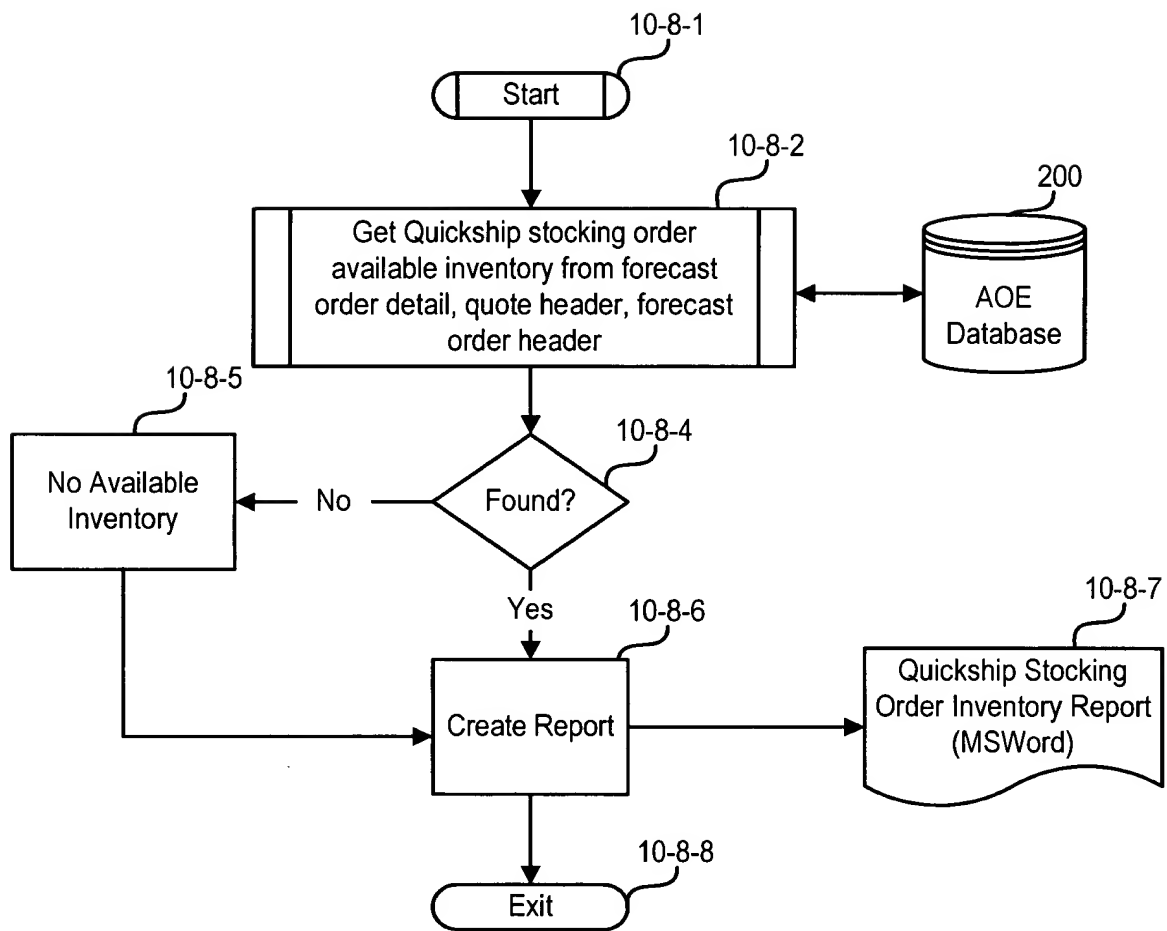 10-8-1
Start
10-8-2
Get Quickship stocking order
available inventory from forecast
order detail, quote header, forecast
order header
200
AOE
Database
10-8-5
No Available
Inventory
10-8-4
Found?
No
Yes
10-8-6
Create Report
10-8-7
Quickship Stocking
Order Inventory Report
(MSWord)
10-8-8
Exit